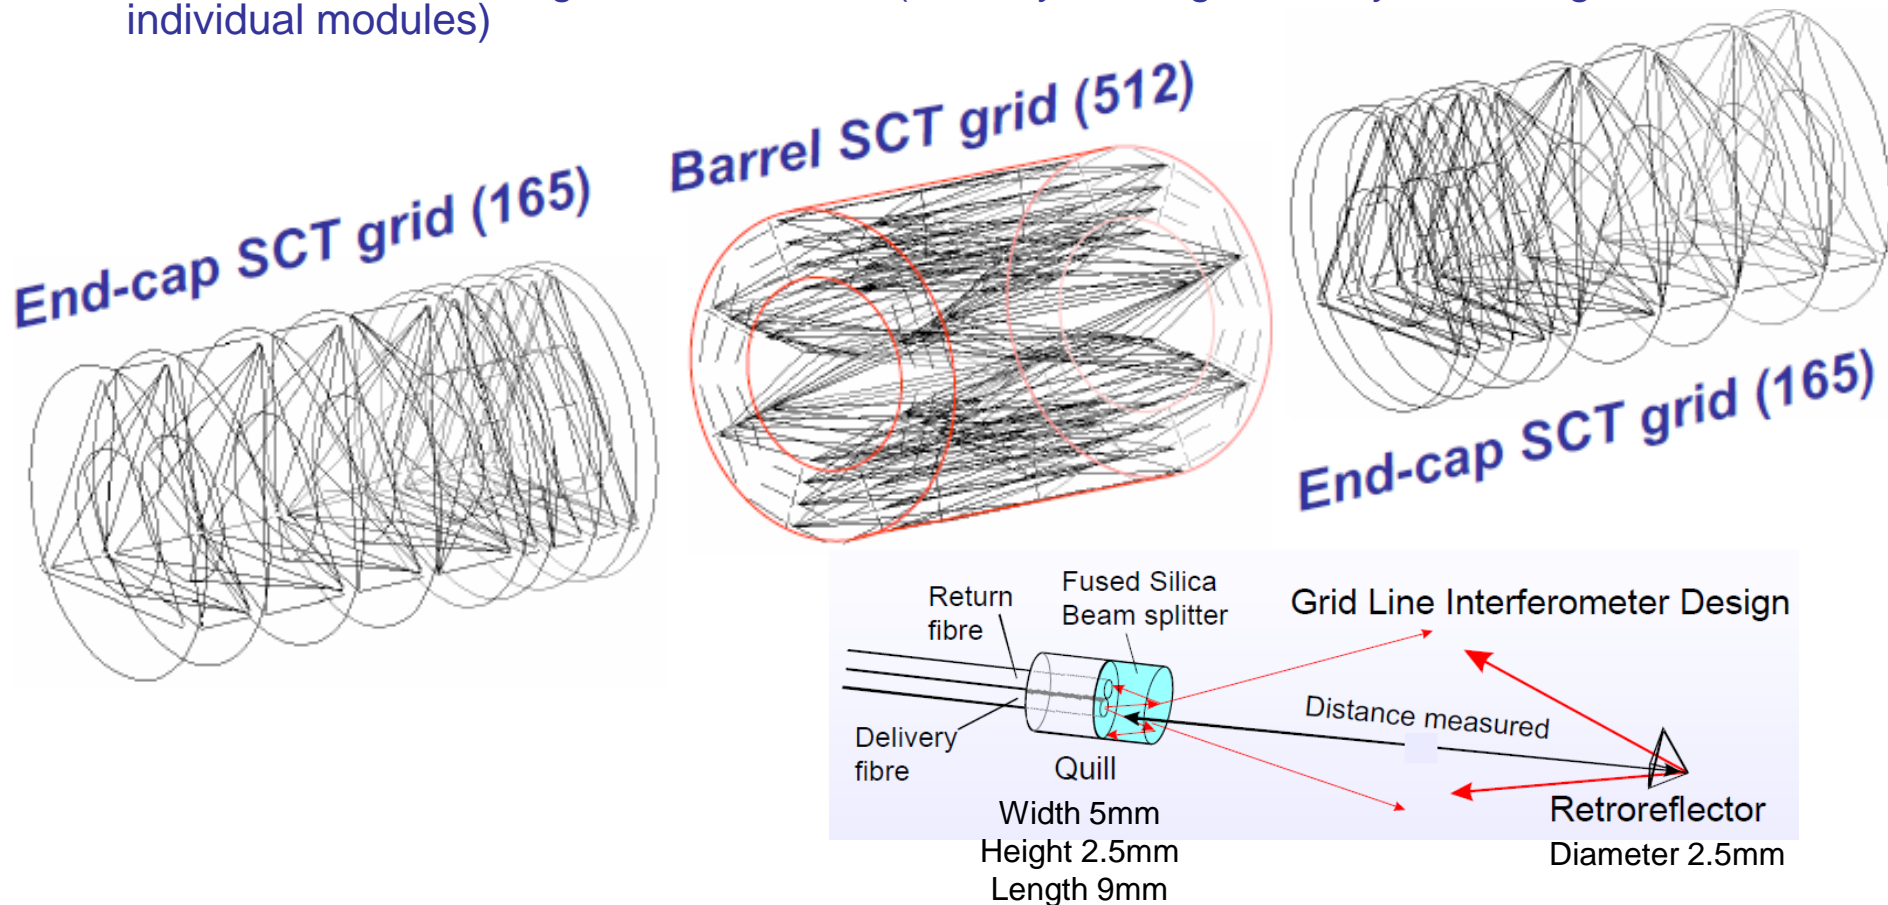 individual modules)
End-cap SCT grid (165)
Barrel SCT grid (512)
End-cap SCT grid (165)
Grid Line Interferometer Design
Return
fibre
Fused Silica
Beam splitter
Distance measured
Delivery
fibre
Quill
Width 5mm
Height 2.5mm
Length 9mm
Retroreflector
Diameter 2.5mm